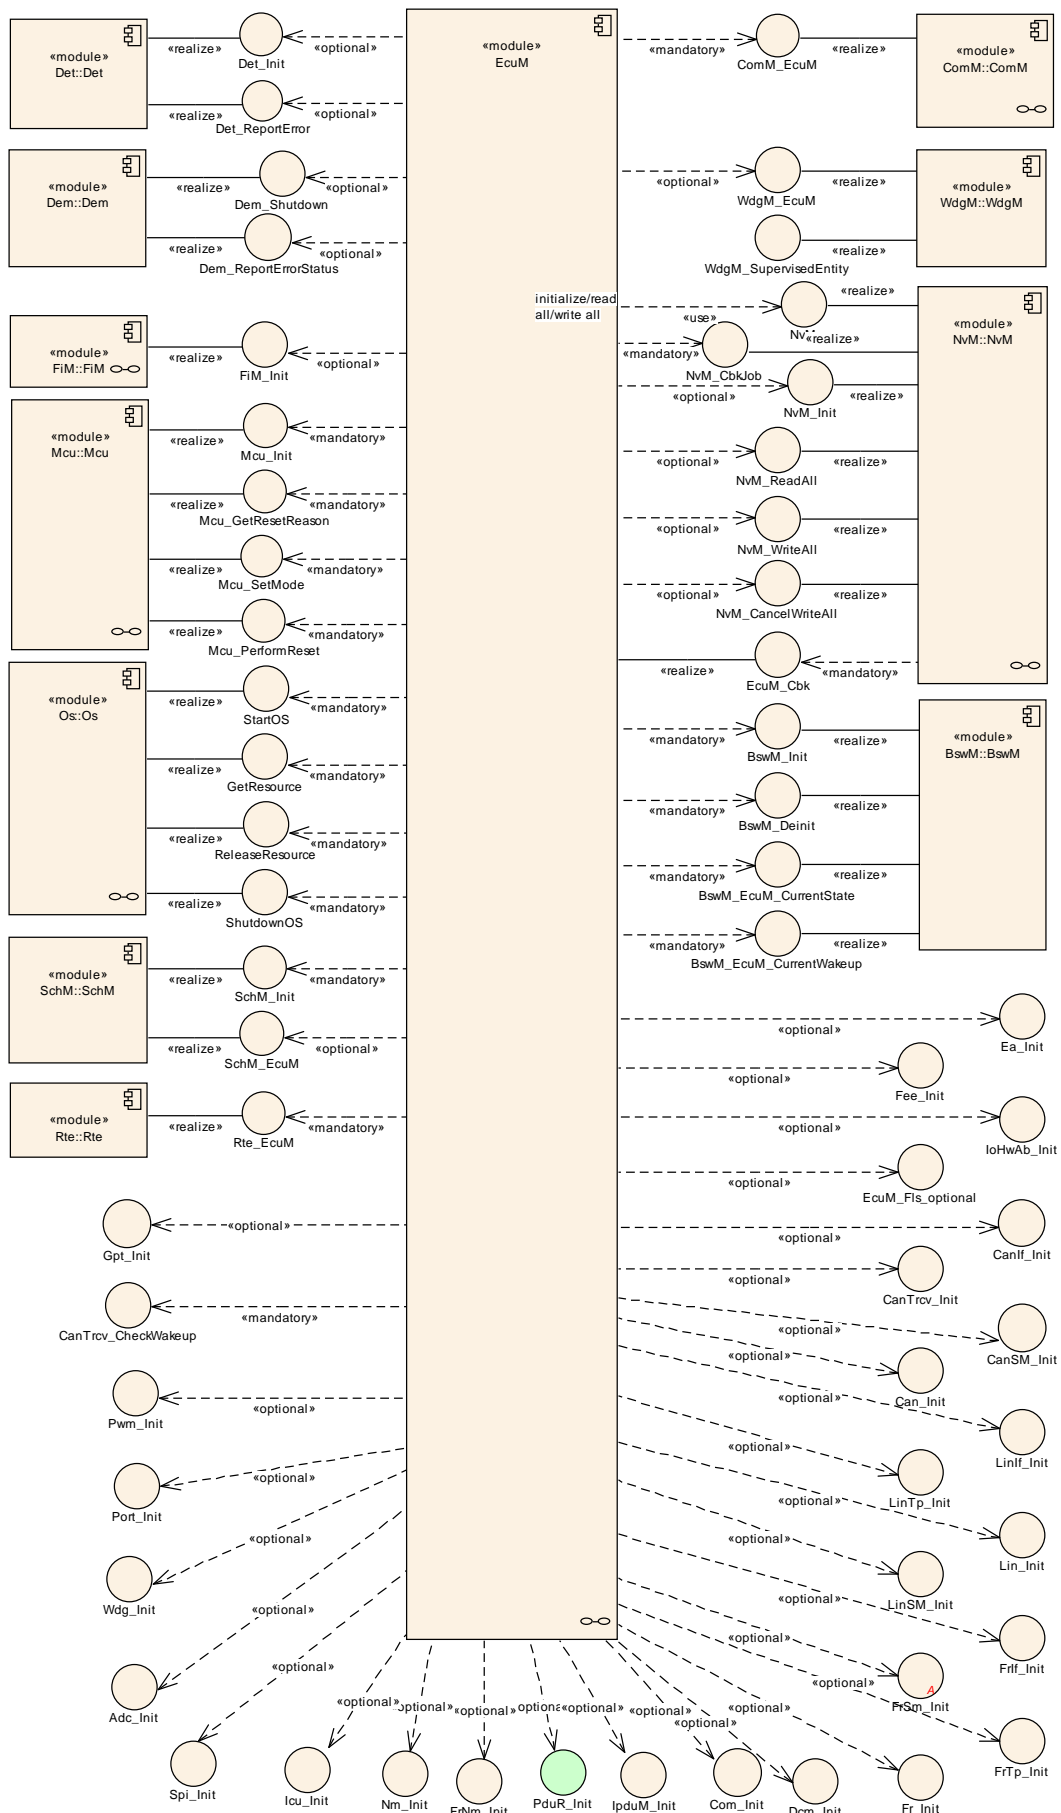 «module»
EcuM
«module»
Det::Det
«realize»
Det_Init
«optional»
«realize»
Det_ReportError
«optional»
«module»
Dem::Dem
«realize»
Dem_Shutdown
«optional»
«realize»
Dem_ReportErrorStatus
«optional»
«module»
FiM::FiM
«realize»
FiM_Init
«optional»
«module»
Mcu::Mcu
«realize»
Mcu_Init
«mandatory»
«realize»
Mcu_GetResetReason
«mandatory»
«realize»
Mcu_SetMode
«mandatory»
«realize»
Mcu_PerformReset
«mandatory»
«module»
Os::Os
«realize»
StartOS
«mandatory»
«realize»
GetResource
«mandatory»
«realize»
ReleaseResource
«mandatory»
«realize»
ShutdownOS
«mandatory»
«module»
SchM::SchM
«realize»
SchM_Init
«mandatory»
«realize»
SchM_EcuM
«optional»
«module»
Rte::Rte
«realize»
Rte_EcuM
«mandatory»
«optional»
Gpt_Init
«mandatory»
CanTrcv_CheckWakeup
«optional»
Pwm_Init
«optional»
Port_Init
«optional»
Wdg_Init
«optional»
Adc_Init
«optional»
Spi_Init
«mandatory»
ComM_EcuM
«realize»
«module»
ComM::ComM
«optional»
WdgM_EcuM
«realize»
«module»
WdgM::WdgM
WdgM_SupervisedEntity
«realize»
initialize/read
all/write all
«use»
«realize»
«module»
NvM::NvM
«mandatory»
NvM_CbkJob
«realize»
«optional»
NvM_Init
«realize»
«optional»
NvM_ReadAll
«realize»
«optional»
NvM_WriteAll
«realize»
«optional»
NvM_CancelWriteAll
«realize»
«realize»
EcuM_Cbk
«mandatory»
«module»
BswM::BswM
«mandatory»
BswM_Init
«realize»
«mandatory»
BswM_Deinit
«realize»
«mandatory»
BswM_EcuM_CurrentState
«realize»
«mandatory»
BswM_EcuM_CurrentWakeup
«realize»
«optional»
Ea_Init
«optional»
Fee_Init
«optional»
IoHwAb_Init
«optional»
EcuM_Fls_optional
«optional»
CanIf_Init
«optional»
CanTrcv_Init
«optional»
CanSM_Init
«optional»
Can_Init
«optional»
LinIf_Init
«optional»
LinTp_Init
«optional»
Lin_Init
«optional»
LinSM_Init
«optional»
FrIf_Init
«optional»
A
FrSm_Init
«optional»
FrTp_Init
«optional»
Fr_Init
«optional»
Icu_Init
Nm_Init
«optional»
FrNm_Init
PduR_Init
«optional»
IpduM_Init
«optional»
Com_Init
«optional»
Dcm_Init